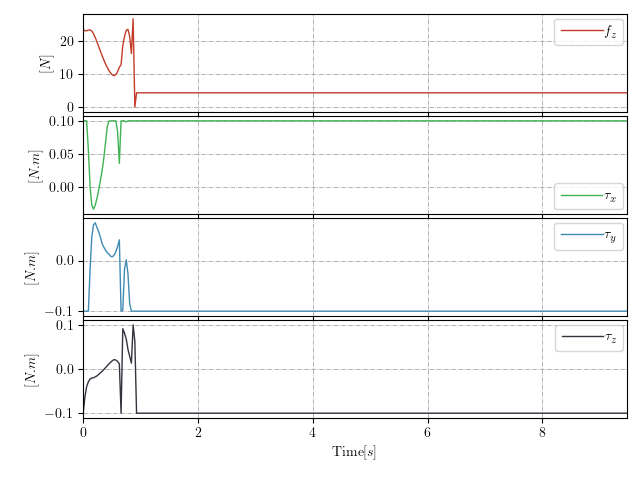 [N]
20
10
0
f_z
[N.m]
0.10
0.05
0.00
τ_x
[N.m]
0.0
−0.1
τ_y
[N.m]
0.1
0.0
−0.1
τ_z
0 2 4 6 8
Time[s]